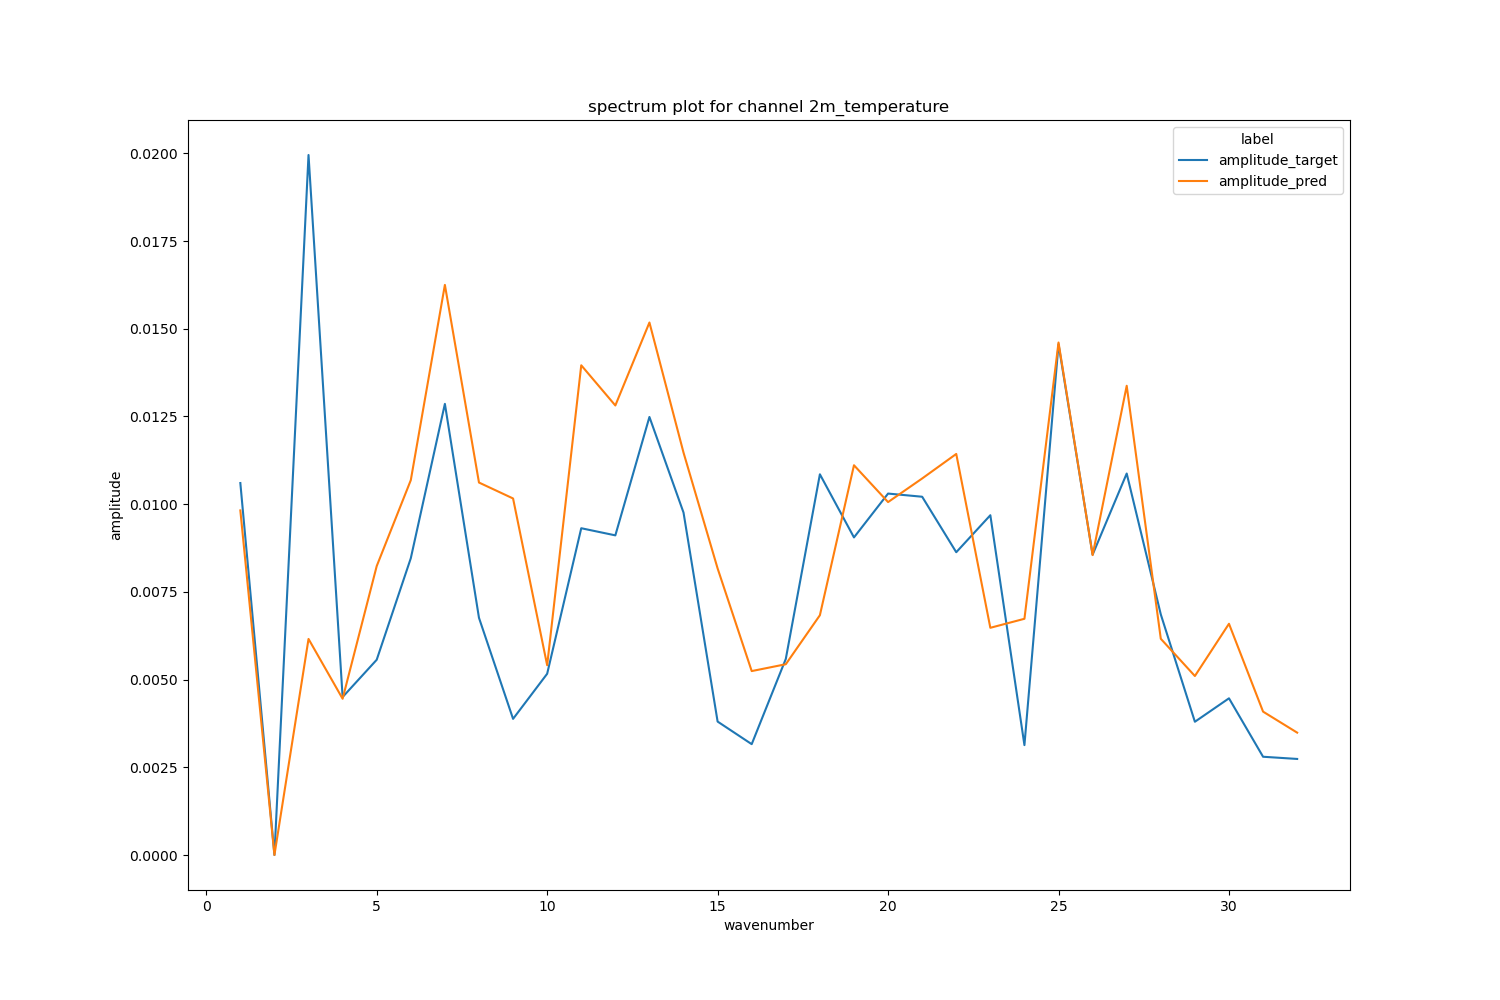 spectrum plot for channel 2m_temperature
label
amplitude_target
amplitude_pred
0.0200
0.0175
0.0150
0.0125
0.0100
0.0075
0.0050
0.0025
0.0000
amplitude
0 5 10 15 20 25 30
wavenumber